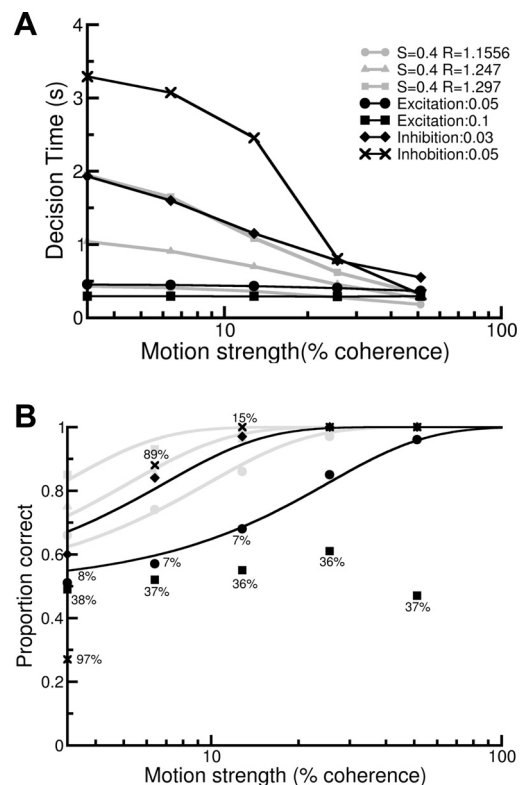 A
4
3
2
1
0
Decision Time (s)
S=0.4 R=1.1556
S=0.4 R=1.247
S=0.4 R=1.297
Excitation:0.05
Excitation:0.1
Inhibition:0.03
Inhobition:0.05
10
100
Motion strength(% coherence)
B
1
0.8
0.6
0.4
0.2
0
Proportion correct
15%
89%
7%
7%
8%
38%
37%
36%
36%
37%
97%
10
100
Motion strength (% coherence)